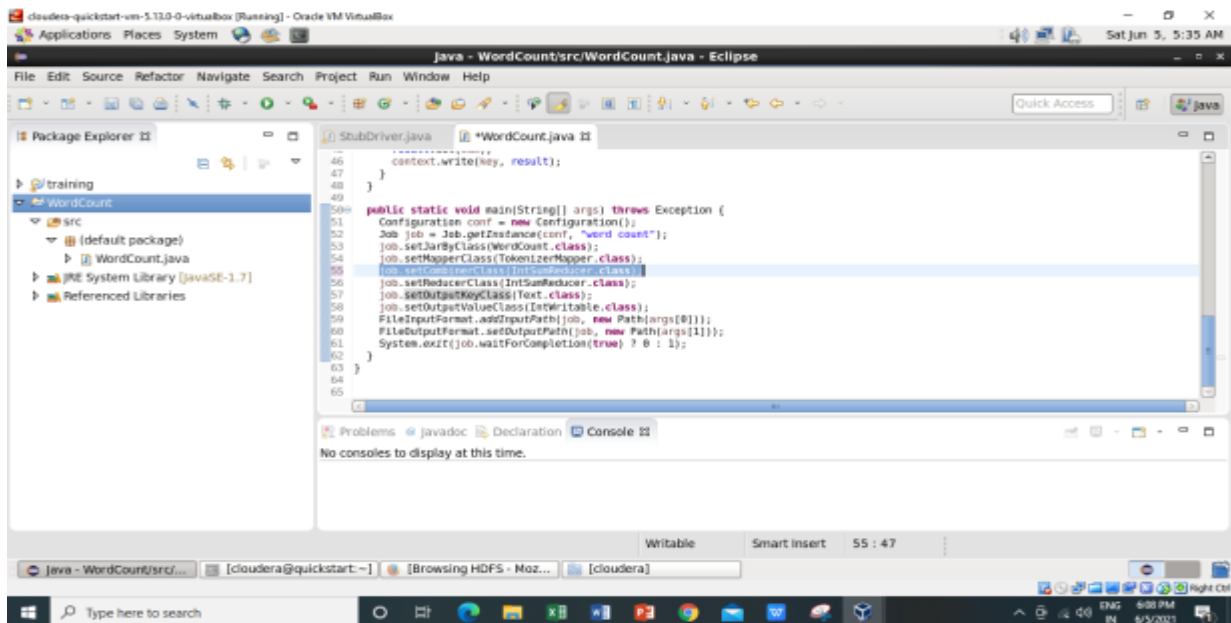 cloudera-quickstart-vm-5.13.0-0-virtualbox [Running] - Oracle VM VirtualBox
Applications Places System
Sat Jun 5, 5:35 AM
Java - WordCount/src/WordCount.java - Eclipse
File Edit Source Refactor Navigate Search Project Run Window Help
Quick Access
Java
Package Explorer
training
WordCount
src
(default package)
WordCount.java
JRE System Library [JavaSE-1.7]
Referenced Libraries
StubDriver.java *WordCount.java
46 context.write(key, result);
47 }
48 }
49
50 public static void main(String[] args) throws Exception {
51 Configuration conf = new Configuration();
52 Job job = Job.getInstance(conf, "word count");
53 job.setJarByClass(WordCount.class);
54 job.setMapperClass(TokenizerMapper.class);
55 job.setCombinerClass(IntSumReducer.class)
56 job.setReducerClass(IntSumReducer.class);
57 job.setOutputKeyClass(Text.class);
58 job.setOutputValueClass(IntWritable.class);
59 FileInputFormat.addInputPath(job, new Path(args[0]));
60 FileOutputFormat.setOutputPath(job, new Path(args[1]));
61 System.exit(job.waitForCompletion(true) ? 0 : 1);
62 }
63 }
64
65
Problems Javadoc Declaration Console
No consoles to display at this time.
Writable Smart Insert 55 : 47
Java - WordCount/src/... [cloudera@quickstart:~] [Browsing HDFS - Moz... [cloudera]
Right Ctrl
Type here to search
ENG
IN
6:08 PM
6/5/2021